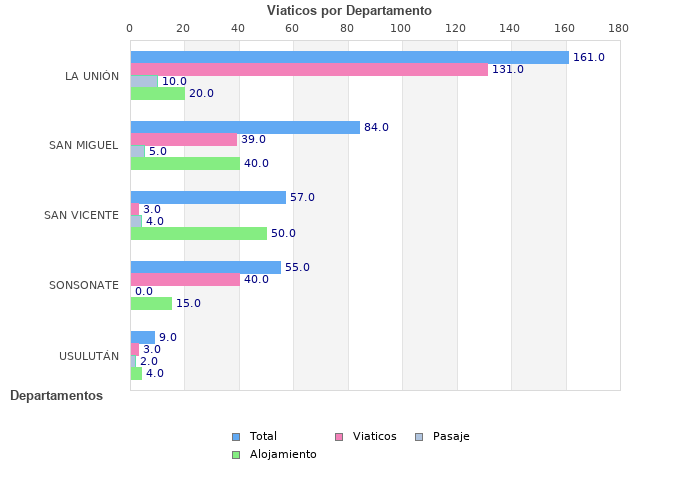 Viaticos por Departamento
0 20 40 60 80 100 120 140 160 180
LA UNIÓN
161.0
131.0
10.0
20.0
SAN MIGUEL
84.0
39.0
5.0
40.0
SAN VICENTE
57.0
3.0
4.0
50.0
SONSONATE
55.0
40.0
0.0
15.0
USULUTÁN
9.0
3.0
2.0
4.0
Departamentos
Total Viaticos Pasaje
Alojamiento